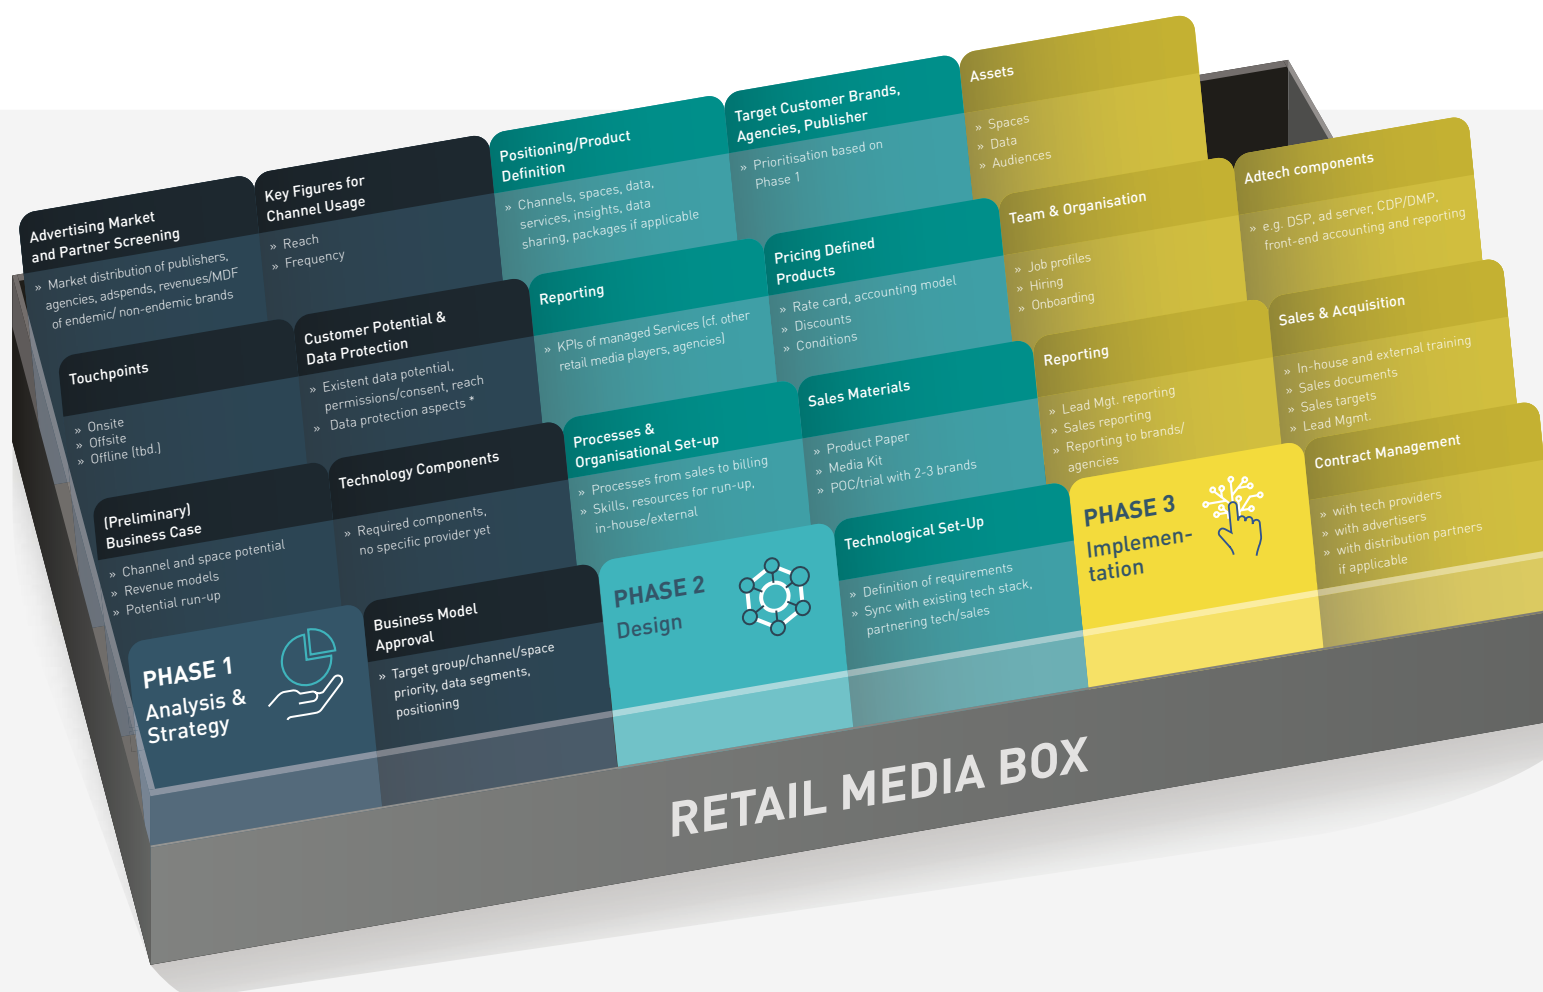 Advertising Market
and Partner Screening
» Market distribution of publishers,
agencies, adspends, revenues/MDF
of endemic/ non-endemic brands
Key Figures for
Channel Usage
» Reach
» Frequency
Touchpoints
» Onsite
» Offsite
» Offline (tbd.)
Customer Potential &
Data Protection
» Existent data potential,
permissions/consent, reach
» Data protection aspects *
(Preliminary)
Business Case
» Channel and space potential
» Revenue models
» Potential run-up
Technology Components
» Required components,
no specific provider yet
PHASE 1
Analysis &
Strategy
Business Model
Approval
» Target group/channel/space
priority, data segments,
positioning
Positioning/Product
Definition
» Channels, spaces, data,
services, insights, data
sharing, packages if applicable
Target Customer Brands,
Agencies, Publisher
» Prioritisation based on
Phase 1
Reporting
» KPIs of managed Services (cf. other
retail media players, agencies)
Pricing Defined
Products
» Rate card, accounting model
» Discounts
» Conditions
Processes &
Organisational Set-up
» Processes from sales to billing
» Skills, resources for run-up,
in-house/external
Sales Materials
» Product Paper
» Media Kit
» POC/trial with 2-3 brands
PHASE 2
Design
Technological Set-Up
» Definition of requirements
» Sync with existing tech stack,
partnering tech/sales
Assets
» Spaces
» Data
» Audiences
Team & Organisation
» Job profiles
» Hiring
» Onboarding
Adtech components
» e.g. DSP, ad server, CDP/DMP,
front-end accounting and reporting
Reporting
» Lead Mgt. reporting
» Sales reporting
» Reporting to brands/
agencies
Sales & Acquisition
» In-house and external training
» Sales documents
» Sales targets
» Lead Mgmt.
PHASE 3
Implemen-
tation
Contract Management
» with tech providers
» with advertisers
» with distribution partners
if applicable
RETAIL MEDIA BOX